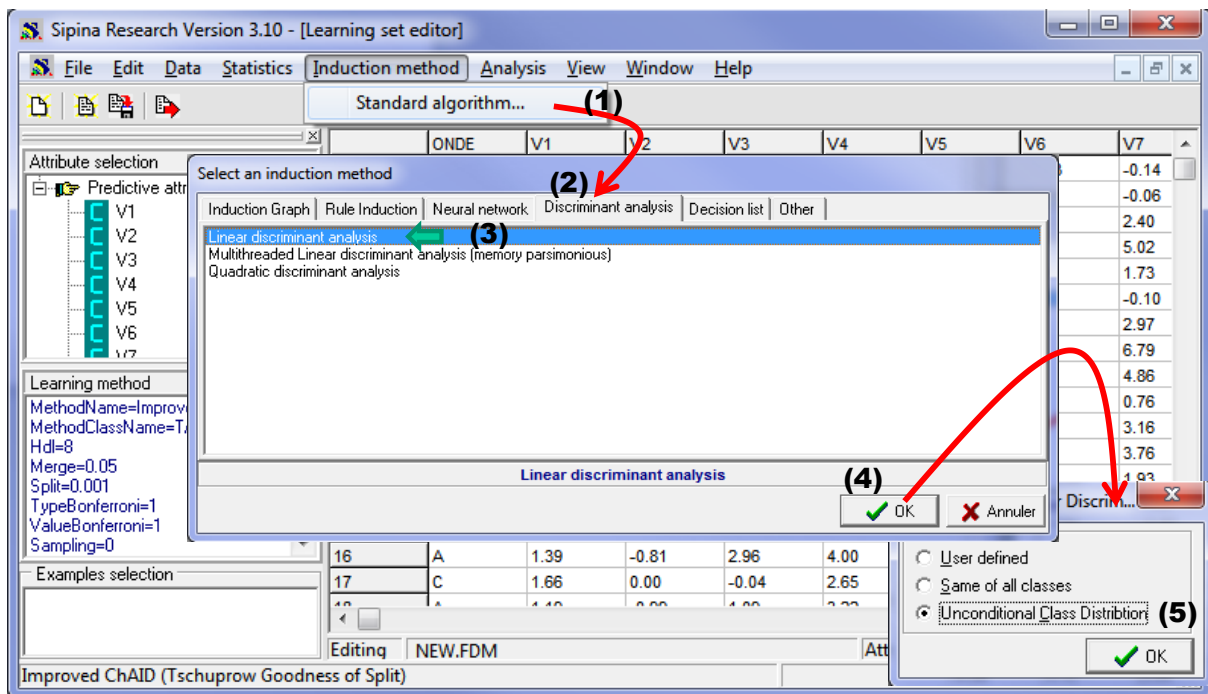 Sipina Research Version 3.10 - [Learning set editor]
File Edit Data Statistics Induction method Analysis View Window Help
Standard algorithm... (1)
ONDE V1 V2 V3 V4 V5 V6 V7
Attribute selection
Predictive attr
V1
V2
V3
V4
V5
V6
V7
Select an induction method
(2)
Induction Graph Rule Induction Neural network Discriminant analysis Decision list Other
Linear discriminant analysis (3)
Multithreaded Linear discriminant analysis (memory parsimonious)
Quadratic discriminant analysis
Linear discriminant analysis
(4)
OK Annuler
-0.14
-0.06
2.40
5.02
1.73
-0.10
2.97
6.79
4.86
0.76
3.16
3.76
1.93
Learning method
MethodName=Improv
MethodClassName=T
Hdl=8
Merge=0.05
Split=0.001
TypeBonferroni=1
ValueBonferroni=1
Sampling=0
Examples selection
16 A 1.39 -0.81 2.96 4.00
17 C 1.66 0.00 -0.04 2.65
Discrim...
User defined
Same of all classes
Unconditional Class Distribtion (5)
OK
Editing NEW.FDM Att
Improved ChAID (Tschuprow Goodness of Split)